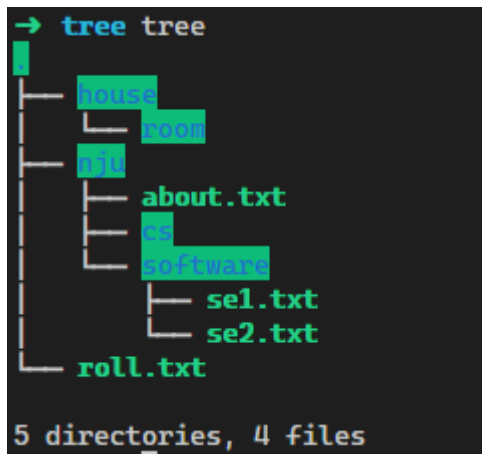 ➜ tree tree
.
├── house
│   └── room
├── nju
│   ├── about.txt
│   ├── cs
│   └── software
│       ├── se1.txt
│       └── se2.txt
└── roll.txt
5 directories, 4 files